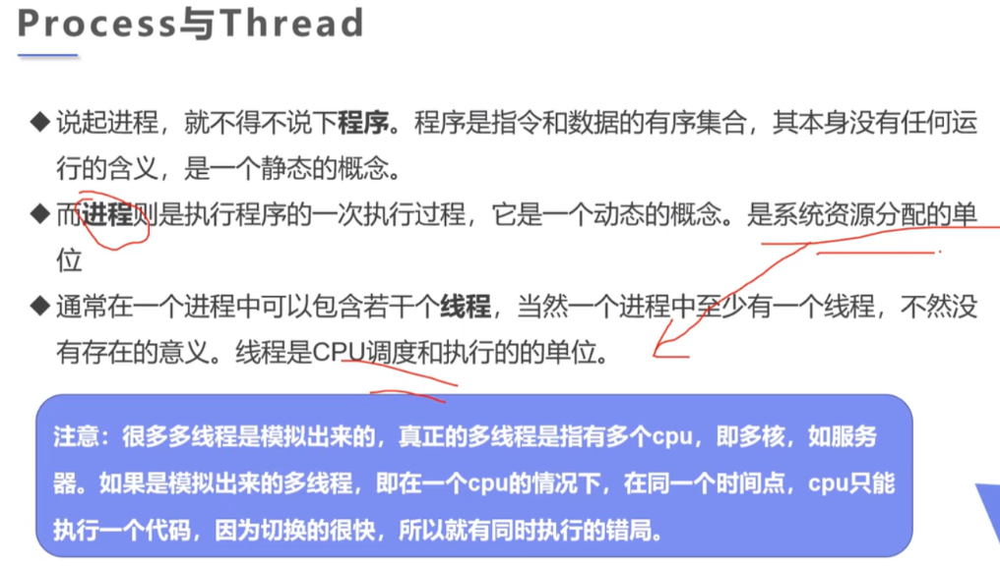 Process与Thread
◆ 说起进程，就不得不说下程序。程序是指令和数据的有序集合，其本身没有任何运
行的含义，是一个静态的概念。
◆ 而进程则是执行程序的一次执行过程，它是一个动态的概念。是系统资源分配的单
位
◆ 通常在一个进程中可以包含若干个线程，当然一个进程中至少有一个线程，不然没
有存在的意义。线程是CPU调度和执行的的单位。
注意：很多多线程是模拟出来的，真正的多线程是指有多个cpu，即多核，如服务
器。如果是模拟出来的多线程，即在一个cpu的情况下，在同一个时间点，cpu只能
执行一个代码，因为切换的很快，所以就有同时执行的错局。